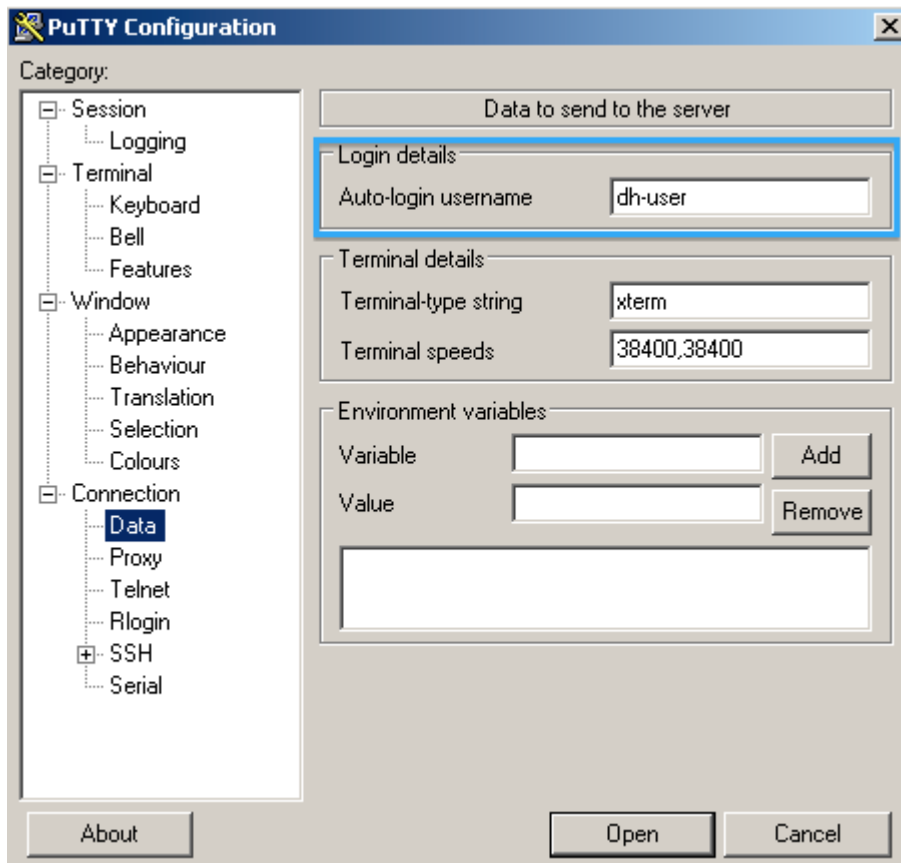 PuTTY Configuration
Category:
Session
Logging
Terminal
Keyboard
Bell
Features
Window
Appearance
Behaviour
Translation
Selection
Colours
Connection
Data
Proxy
Telnet
Rlogin
SSH
Serial
Data to send to the server
Login details
Auto-login username dh-user
Terminal details
Terminal-type string xterm
Terminal speeds 38400,38400
Environment variables
Variable Add
Value Remove
About Open Cancel